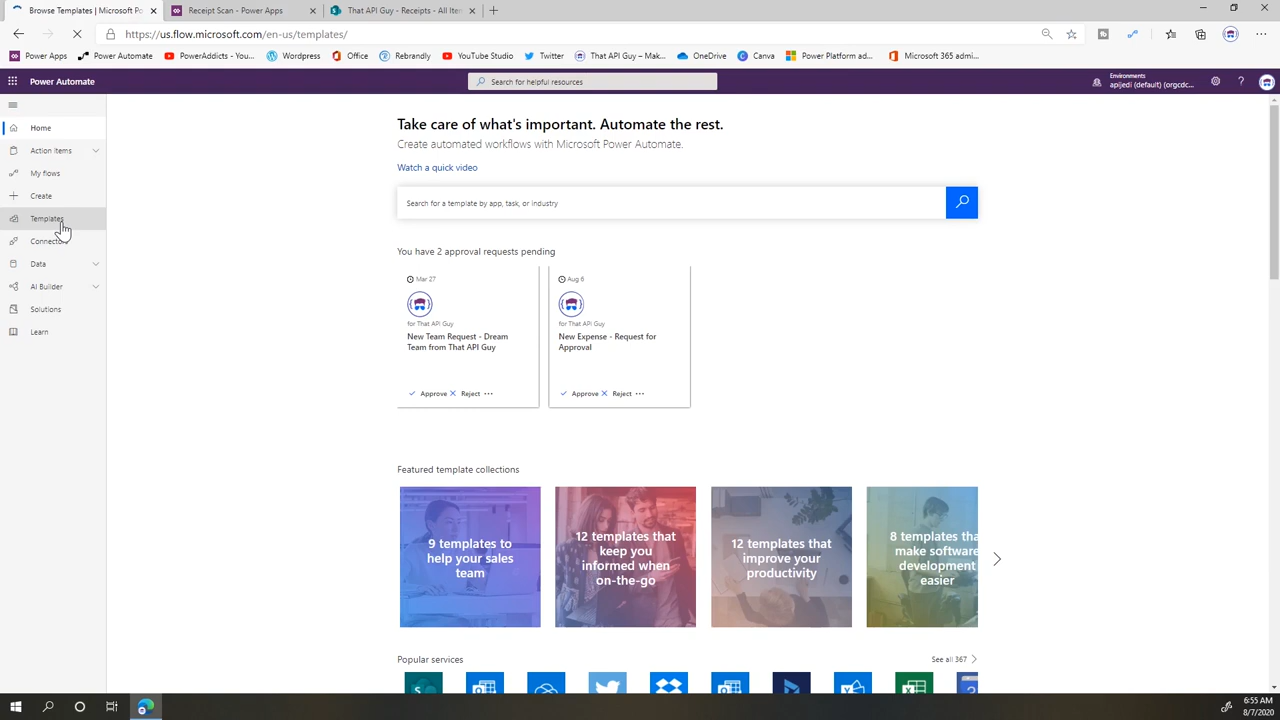 Browse Templates | Microsoft Po
Receipt Scan - Power Apps
That API Guy - Receipts - All Iten
https://us.flow.microsoft.com/en-us/templates/
Power Apps
Power Automate
PowerAddicts - You...
Wordpress
Office
Rebrandly
YouTube Studio
Twitter
That API Guy – Mak...
OneDrive
Canva
Power Platform ad...
Microsoft 365 admi...
Power Automate
Search for helpful resources
Environments
apijedi (default) (orgcdc...
Home
Action items
My flows
Create
Templates
Connectors
Data
AI Builder
Solutions
Learn
Take care of what's important. Automate the rest.
Create automated workflows with Microsoft Power Automate.
Watch a quick video
Search for a template by app, task, or industry
You have 2 approval requests pending
Mar 27
for That API Guy
New Team Request - Dream
Team from That API Guy
Approve
Reject
Aug 6
for That API Guy
New Expense - Request for
Approval
Approve
Reject
Featured template collections
9 templates to
help your sales
team
12 templates that
keep you
informed when
on-the-go
12 templates that
improve your
productivity
8 templates tha
make software
development
easier
Popular services
See all 367
6:55 AM
8/7/2020